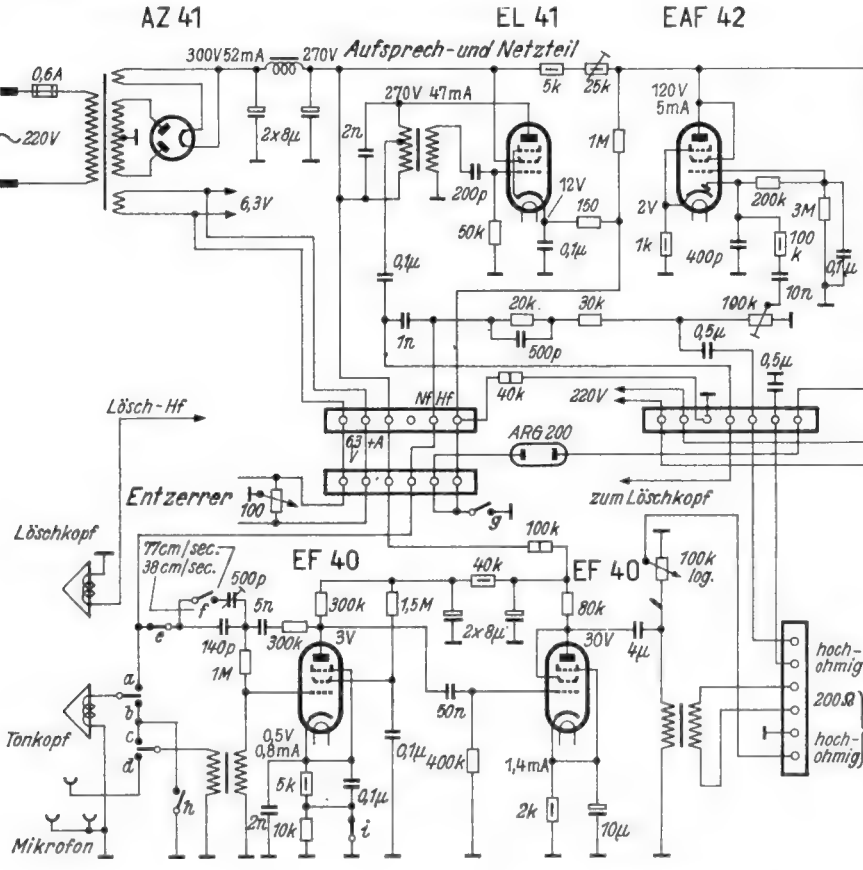 AZ 41
EL 41
EAF 42
Aufsprech- und Netzteil
300V 52mA
270V
0,6A
~220V
2x8µ
6,3V
270V 47mA
2n
200p
50k
12V
150
0,1µ
5k
25k
1M
120V
5mA
2V
1k
200k
400p
100
k
3M
10n
0,1µ
0,1µ
1n
20k
500p
30k
100k
0,5µ
0,5µ
40k
220V
Nf Hf
6,3
V
+A
ARG 200
Lösch-Hf
Entzerrer
100
g
zum Löschkopf
Löschkopf
77cm/sec.
38cm/sec.
EF 40
EF 40
100k
100k
log.
500p
f
5n
e
140p
300k
1M
300k
1,5M
40k
2x8µ
80k
3V
30V
4µ
50n
a
b
c
d
Tonkopf
h
Mikrofon
0,5V
0,8mA
5k
10k
2n
0,1µ
i
0,1µ
400k
1,4mA
2k
10µ
hoch-
ohmig
200Ω
hoch-
ohmig